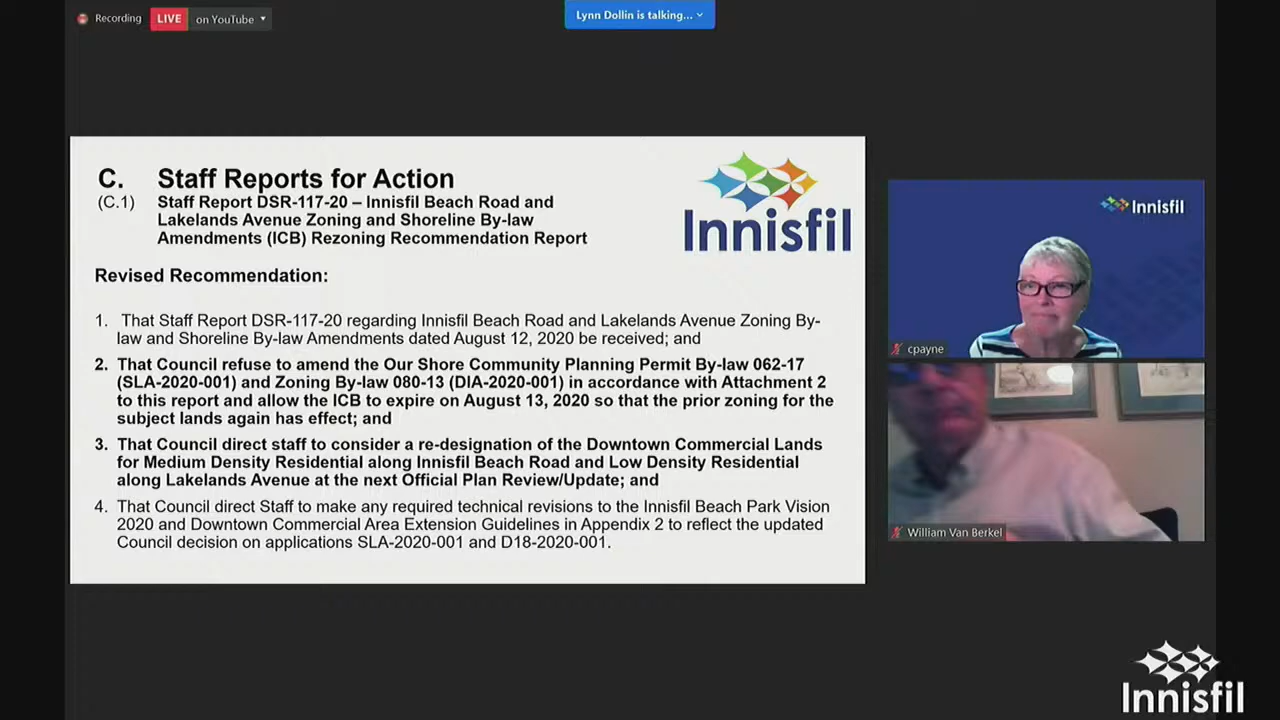 Recording
LIVE on YouTube
Lynn Dollin is talking...
C. Staff Reports for Action
(C.1) Staff Report DSR-117-20 – Innisfil Beach Road and
Lakelands Avenue Zoning and Shoreline By-law
Amendments (ICB) Rezoning Recommendation Report
Innisfil
Revised Recommendation:
1. That Staff Report DSR-117-20 regarding Innisfil Beach Road and Lakelands Avenue Zoning By-
law and Shoreline By-law Amendments dated August 12, 2020 be received; and
2. That Council refuse to amend the Our Shore Community Planning Permit By-law 062-17
(SLA-2020-001) and Zoning By-law 080-13 (DIA-2020-001) in accordance with Attachment 2
to this report and allow the ICB to expire on August 13, 2020 so that the prior zoning for the
subject lands again has effect; and
3. That Council direct staff to consider a re-designation of the Downtown Commercial Lands
for Medium Density Residential along Innisfil Beach Road and Low Density Residential
along Lakelands Avenue at the next Official Plan Review/Update; and
4. That Council direct Staff to make any required technical revisions to the Innisfil Beach Park Vision
2020 and Downtown Commercial Area Extension Guidelines in Appendix 2 to reflect the updated
Council decision on applications SLA-2020-001 and D18-2020-001.
Innisfil
cpayne
William Van Berkel
Innisfil